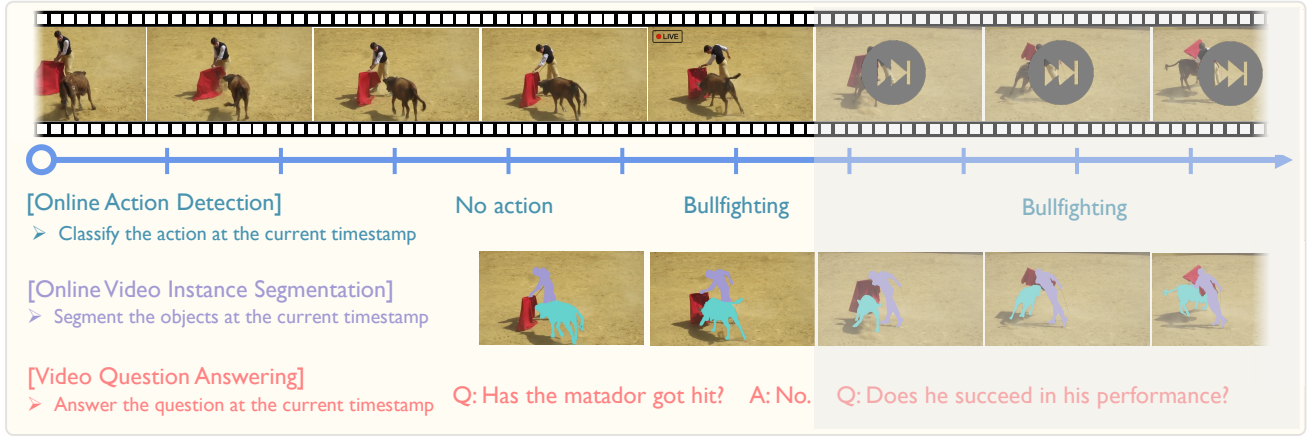 LIVE
[Online Action Detection]
No action
Bullfighting
Bullfighting
➢ Classify the action at the current timestamp
[Online Video Instance Segmentation]
➢ Segment the objects at the current timestamp
[Video Question Answering]
Q: Has the matador got hit? A: No. Q: Does he succeed in his performance?
➢ Answer the question at the current timestamp